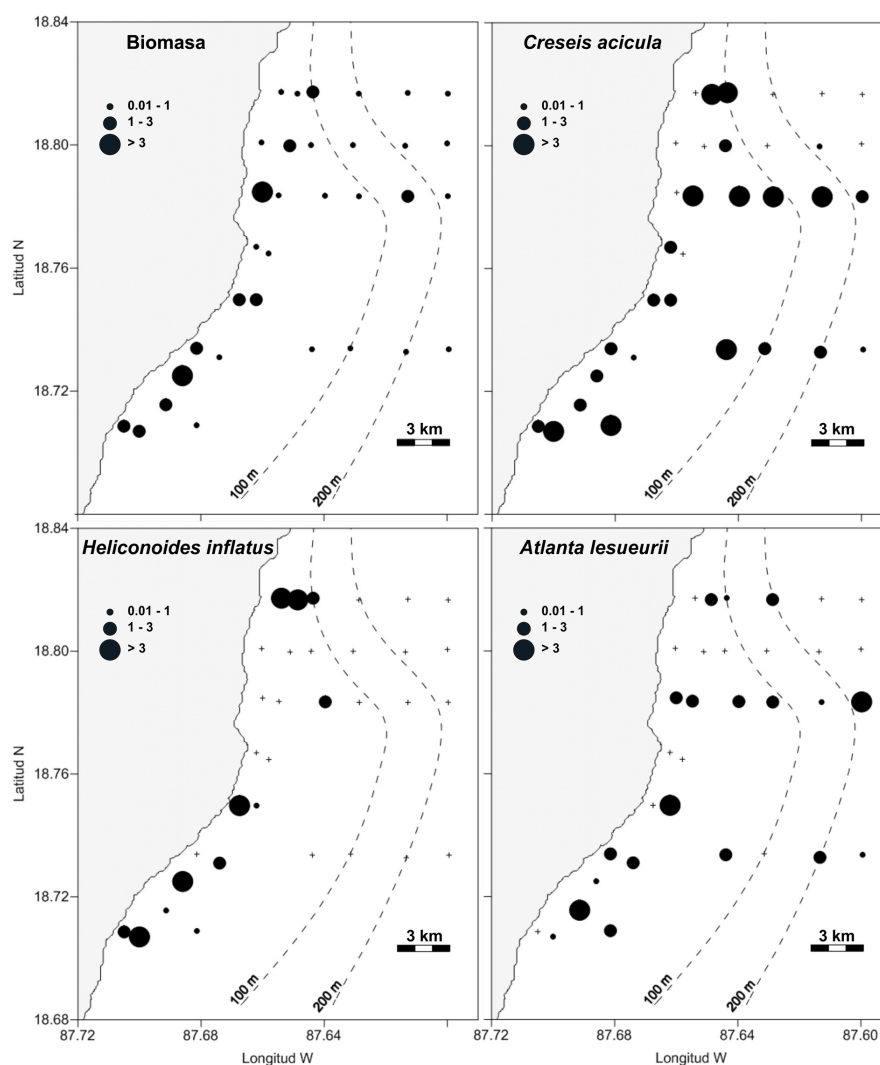 18.84
Biomasa
0.01 - 1
1 - 3
> 3
18.80
18.76
18.72
Latitud N
3 km
100 m
200 m
Creseis acicula
0.01 - 1
1 - 3
> 3
3 km
100 m
200 m
18.84
Heliconoides inflatus
0.01 - 1
1 - 3
> 3
18.80
18.76
18.72
18.68
Latitud N
3 km
100 m
200 m
87.72
87.68
87.64
Longitud W
Atlanta lesueurii
0.01 - 1
1 - 3
> 3
3 km
100 m
200 m
87.72
87.68
87.64
87.60
Longitud W